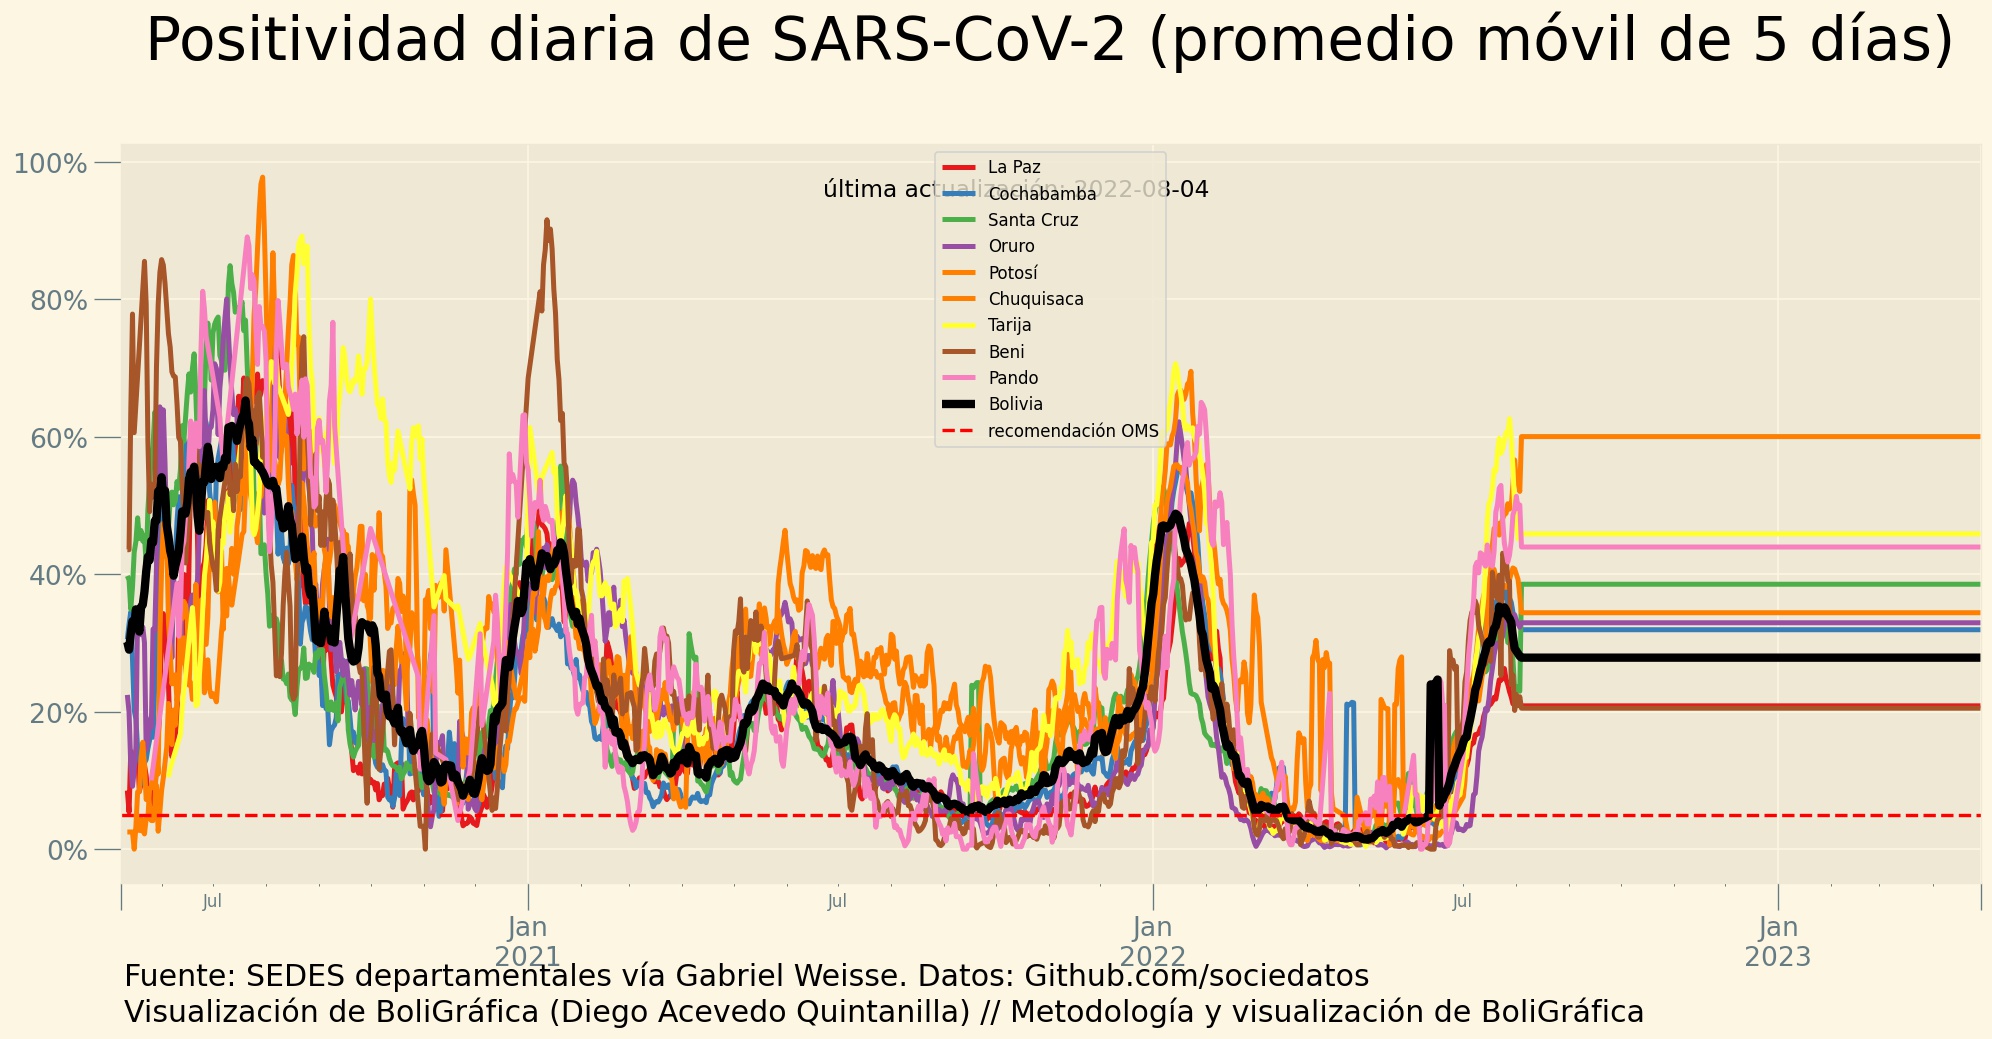 Positividad diaria de SARS-CoV-2 (promedio móvil de 5 días)
100%
80%
60%
40%
20%
0%
última actualización: 2022-08-04
La Paz
Cochabamba
Santa Cruz
Oruro
Potosí
Chuquisaca
Tarija
Beni
Pando
Bolivia
recomendación OMS
Jul
Jul
Jul
Jan
2021
Jan
2022
Jan
2023
Fuente: SEDES departamentales vía Gabriel Weisse. Datos: Github.com/sociedatos
Visualización de BoliGráfica (Diego Acevedo Quintanilla) // Metodología y visualización de BoliGráfica